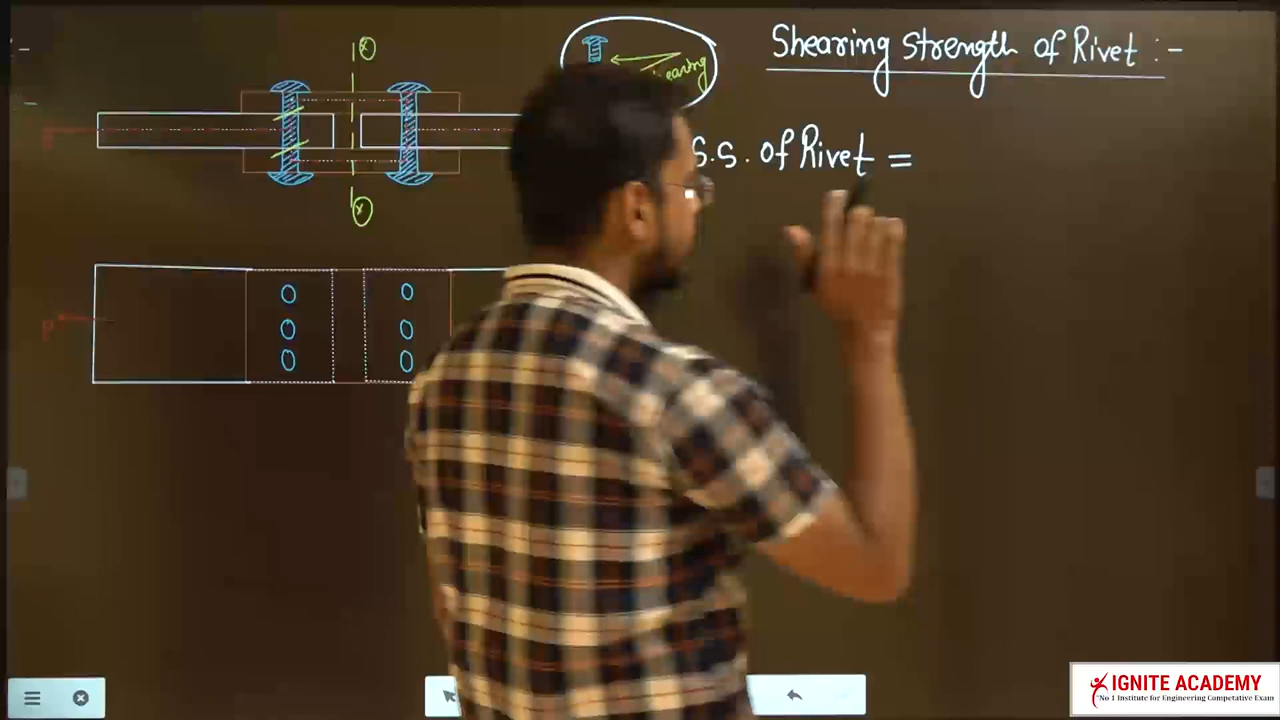 Shearing Strength of Rivet :-
S.S. of Rivet =
x
x
P
IGNITE ACADEMY
"No 1 Institute for Engineering Competative Exam